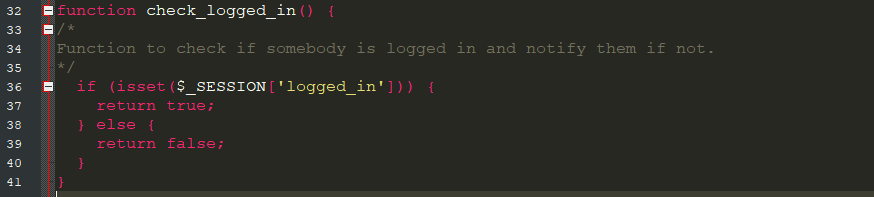 32 function check_logged_in() {
33 /*
34 Function to check if somebody is logged in and notify them if not.
35 */
36   if (isset($_SESSION['logged_in'])) {
37     return true;
38   } else {
39     return false;
40   }
41 }